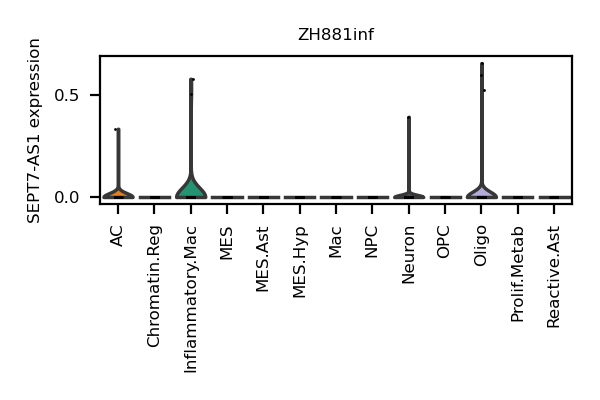 ZH881inf
SEPT7-AS1 expression
0.5
0.0
AC
Chromatin.Reg
Inflammatory.Mac
MES
MES.Ast
MES.Hyp
Mac
NPC
Neuron
OPC
Oligo
Prolif.Metab
Reactive.Ast